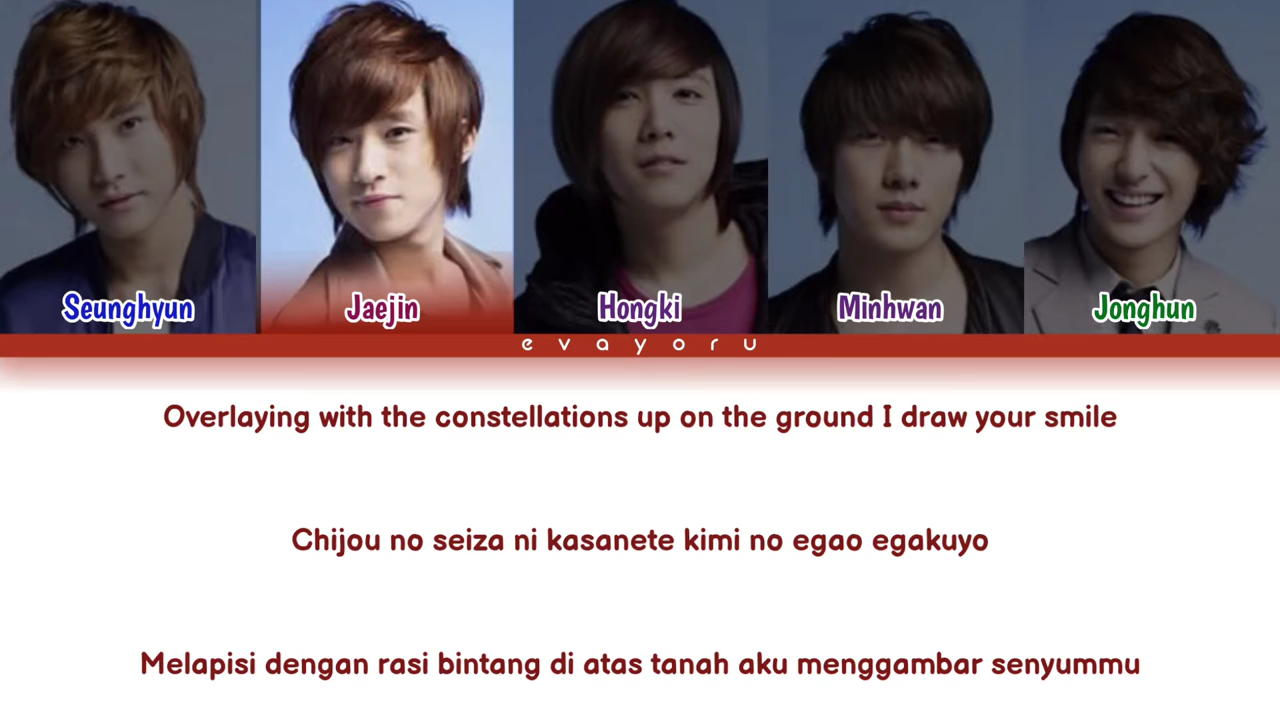 Seunghyun
Jaejin
Hongki
Minhwan
Jonghun
evayoru
Overlaying with the constellations up on the ground I draw your smile
Chijou no seiza ni kasanete kimi no egao egakuyo
Melapisi dengan rasi bintang di atas tanah aku menggambar senyummu